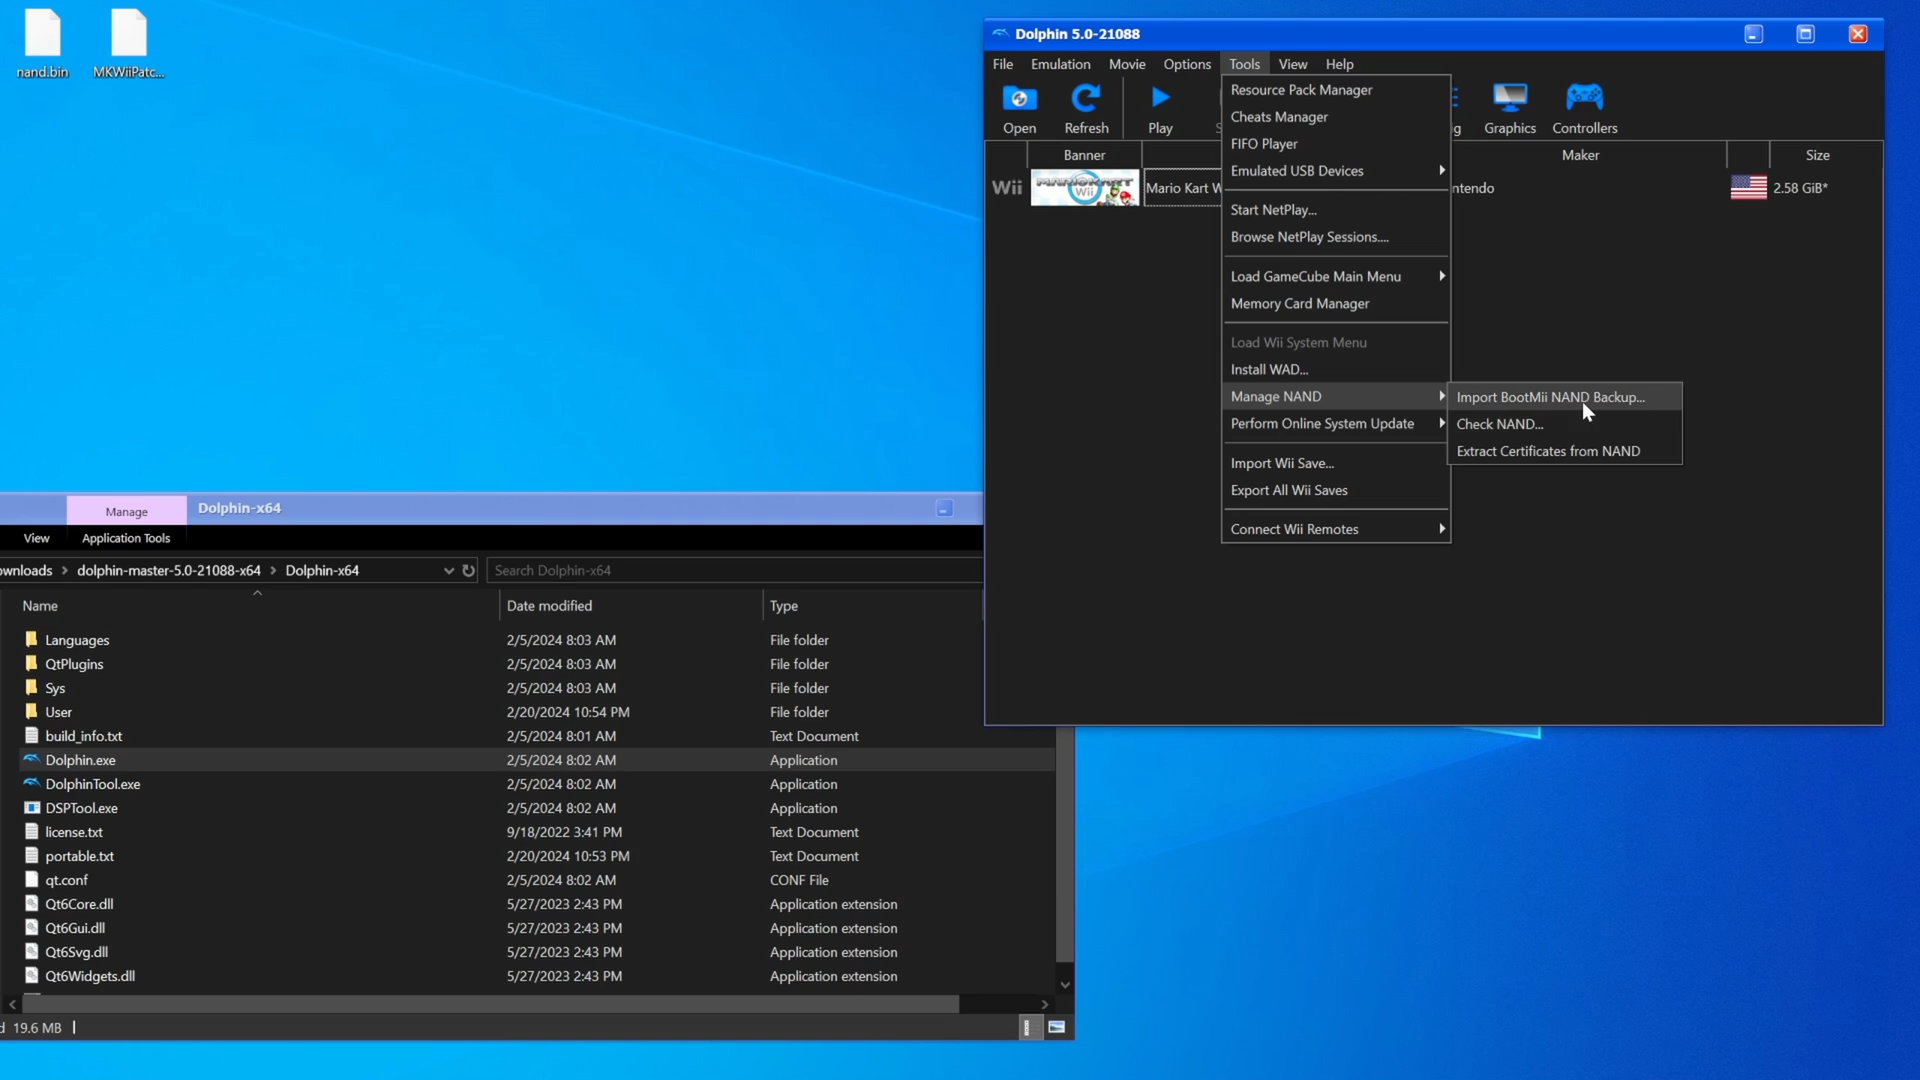 nand.bin
MKWiiPatc...
Dolphin 5.0-21088
File Emulation Movie Options Tools View Help
Open Refresh Play Graphics Controllers
Banner Maker Size
Wii MARIOKART Wii Mario Kart W ntendo 2.58 GiB*
Resource Pack Manager
Cheats Manager
FIFO Player
Emulated USB Devices
Start NetPlay...
Browse NetPlay Sessions....
Load GameCube Main Menu
Memory Card Manager
Load Wii System Menu
Install WAD...
Manage NAND
Perform Online System Update
Import Wii Save...
Export All Wii Saves
Connect Wii Remotes
Import BootMii NAND Backup...
Check NAND...
Extract Certificates from NAND
Manage Dolphin-x64
View Application Tools
ownloads > dolphin-master-5.0-21088-x64 > Dolphin-x64 Search Dolphin-x64
Name Date modified Type
Languages 2/5/2024 8:03 AM File folder
QtPlugins 2/5/2024 8:03 AM File folder
Sys 2/5/2024 8:03 AM File folder
User 2/20/2024 10:54 PM File folder
build_info.txt 2/5/2024 8:01 AM Text Document
Dolphin.exe 2/5/2024 8:02 AM Application
DolphinTool.exe 2/5/2024 8:02 AM Application
DSPTool.exe 2/5/2024 8:02 AM Application
license.txt 9/18/2022 3:41 PM Text Document
portable.txt 2/20/2024 10:53 PM Text Document
qt.conf 2/5/2024 8:02 AM CONF File
Qt6Core.dll 5/27/2023 2:43 PM Application extension
Qt6Gui.dll 5/27/2023 2:43 PM Application extension
Qt6Svg.dll 5/27/2023 2:43 PM Application extension
Qt6Widgets.dll 5/27/2023 2:43 PM Application extension
d 19.6 MB